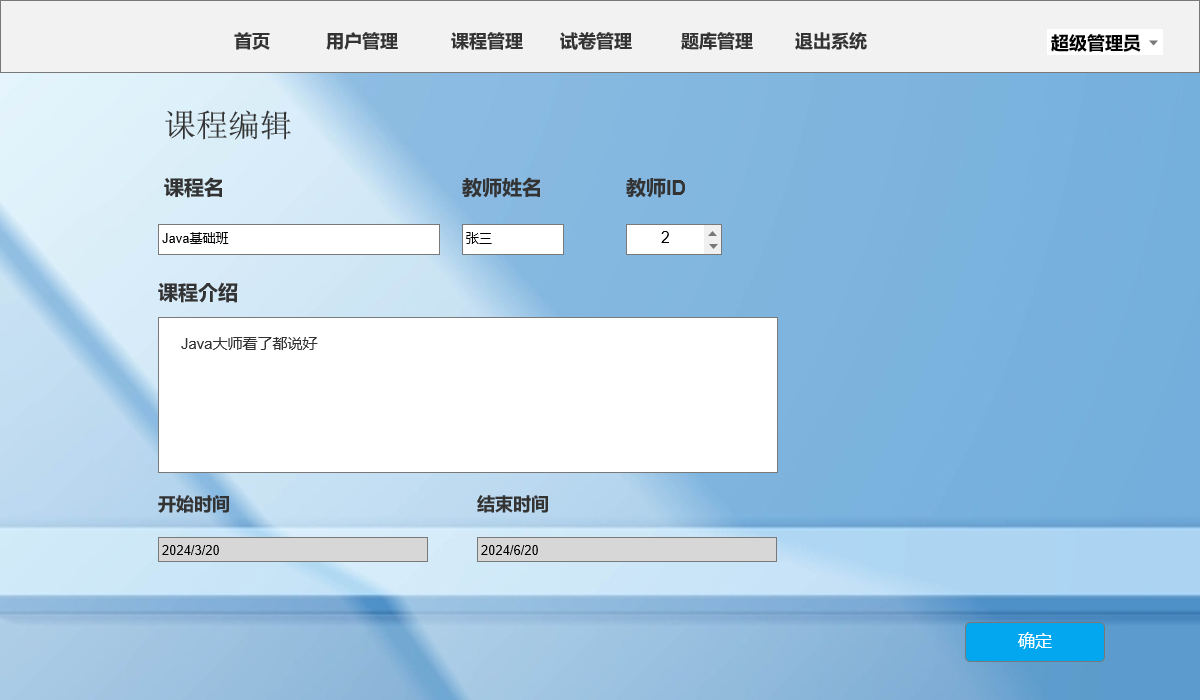 首页 用户管理 课程管理 试卷管理 题库管理 退出系统 超级管理员
课程编辑
课程名 教师姓名 教师ID
Java基础班 张三 2
课程介绍
Java大师看了都说好
开始时间 结束时间
2024/3/20 2024/6/20
确定